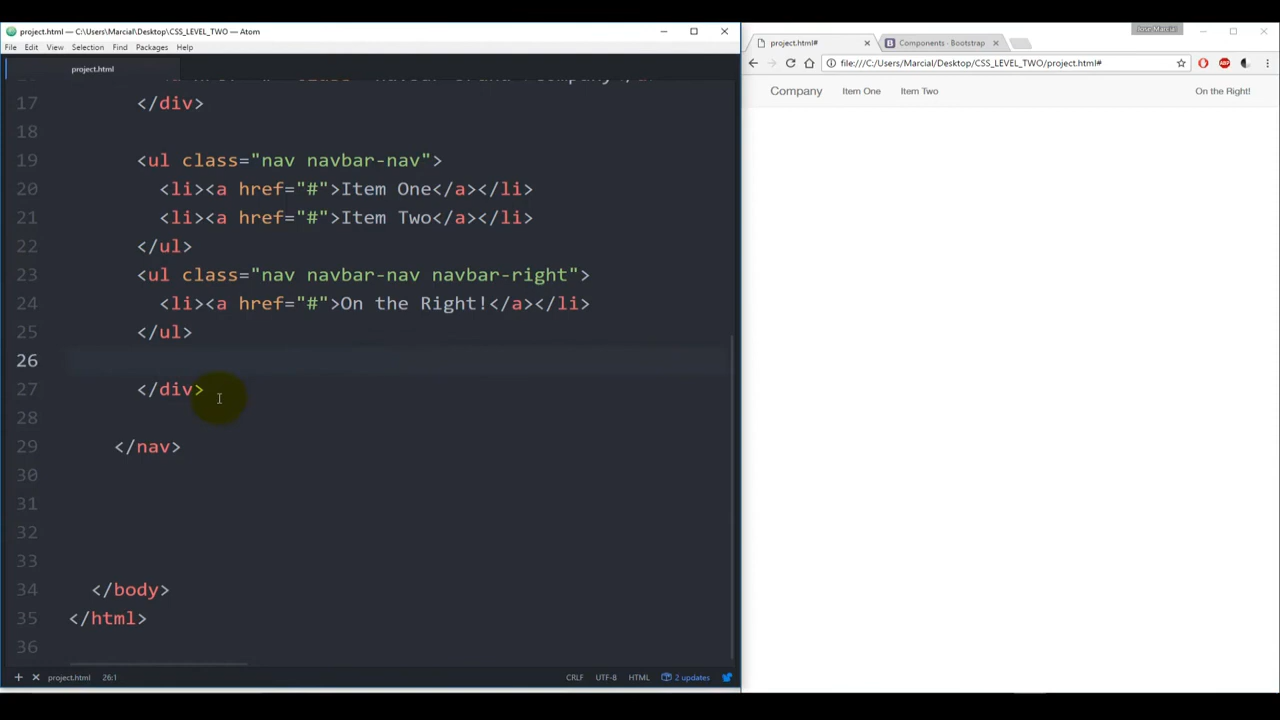 project.html — C:\Users\Marcial\Desktop\CSS_LEVEL_TWO — Atom
File Edit View Selection Find Packages Help
project.html
17 </div>
18
19 <ul class="nav navbar-nav">
20 <li><a href="#">Item One</a></li>
21 <li><a href="#">Item Two</a></li>
22 </ul>
23 <ul class="nav navbar-nav navbar-right">
24 <li><a href="#">On the Right!</a></li>
25 </ul>
26
27 </div>
28
29 </nav>
30
31
32
33
34 </body>
35 </html>
36
project.html 26:1 CRLF UTF-8 HTML 2 updates
Jose Marcial
project.html# Components · Bootstrap
file:///C:/Users/Marcial/Desktop/CSS_LEVEL_TWO/project.html#
ABP
Company Item One Item Two On the Right!